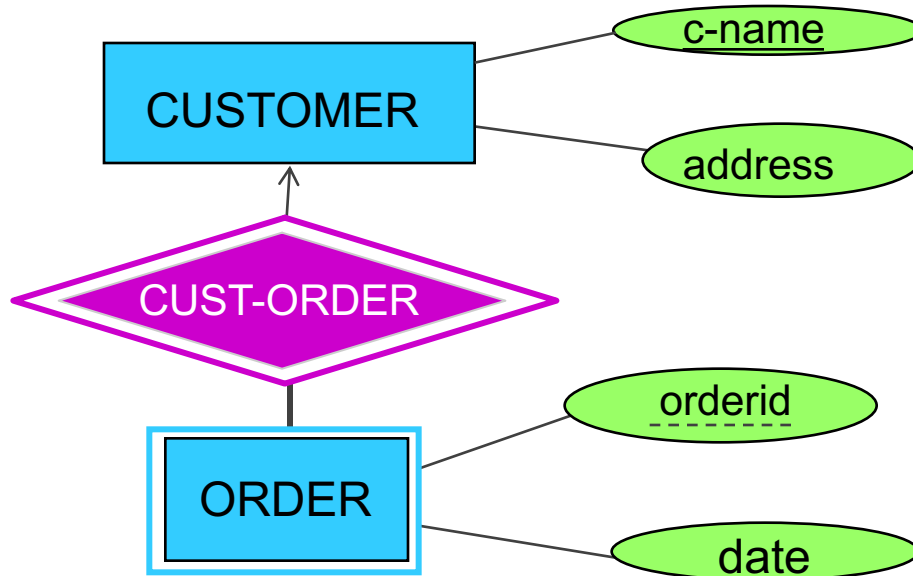 c-name
CUSTOMER
address
CUST-ORDER
orderid
ORDER
date